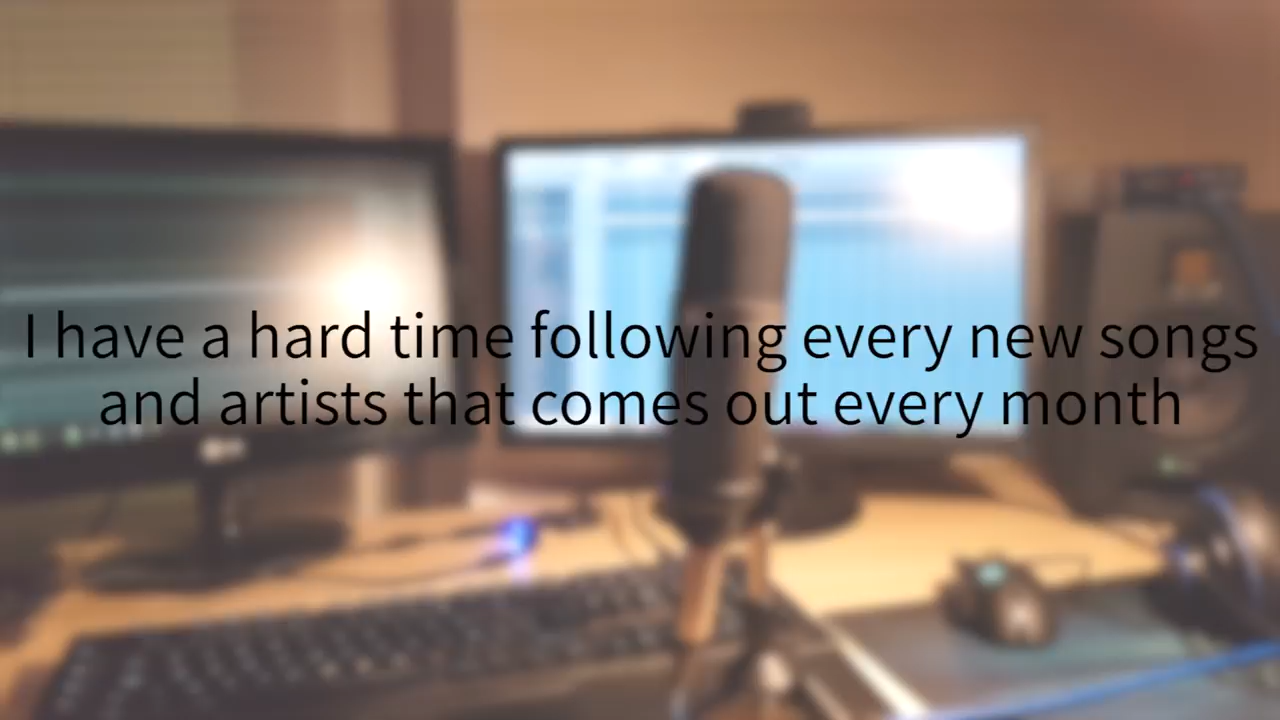 I have a hard time following every new songs
and artists that comes out every month